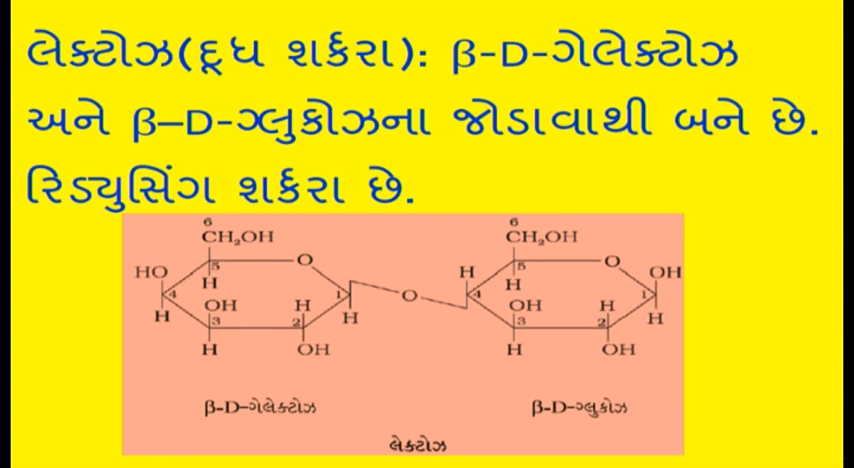 લેક્ટોઝ(દૂધ શર્કરા): β-D-ગેલેક્ટોઝ
અને β–D-ગ્લુકોઝના જોડાવાથી બને છે.
રિડ્યુસિંગ શર્કરા છે.
6 6
CH₂OH CH₂OH
HO 5 O H 5 O OH
4 H 1 O 4 H 1
H OH H H OH H H
3 2 3 2
H OH H OH
β-D-ગેલેક્ટોઝ β-D-ગ્લુકોઝ
લેક્ટોઝ